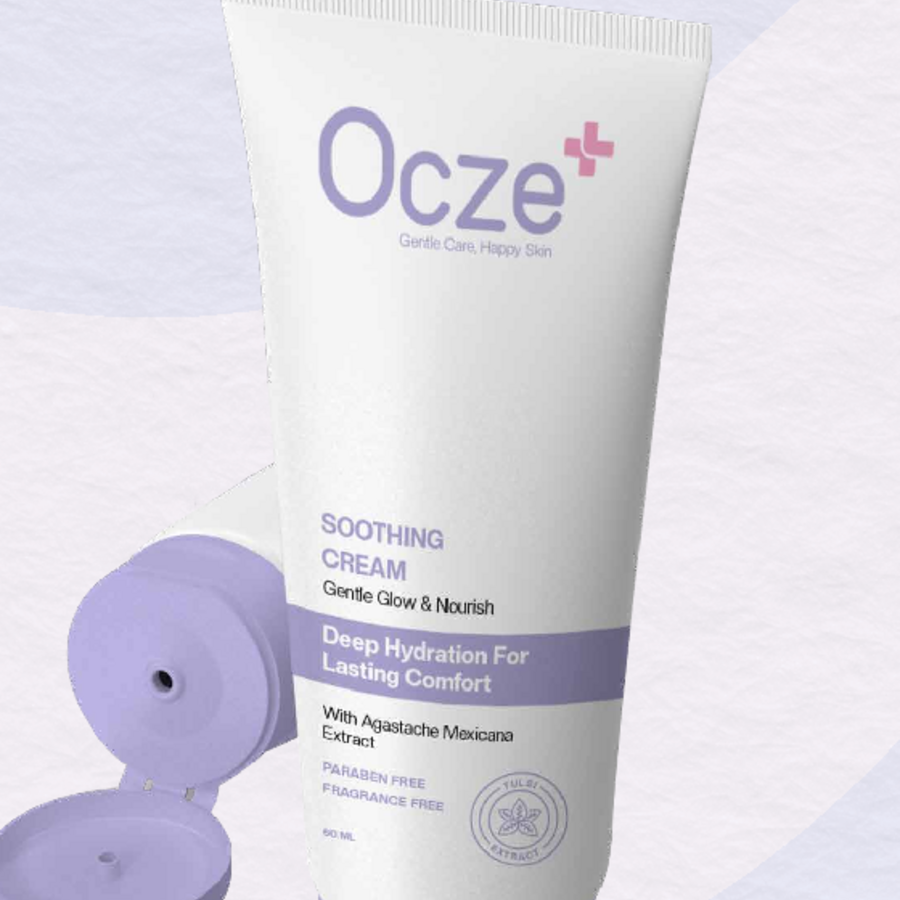 Ocze
Gentle Care, Happy Skin
SOOTHING
CREAM
Gentle Glow & Nourish
Deep Hydration For
Lasting Comfort
With Agastache Mexicana
Extract
PARABEN FREE
FRAGRANCE FREE
60 ML
TULSI
EXTRACT